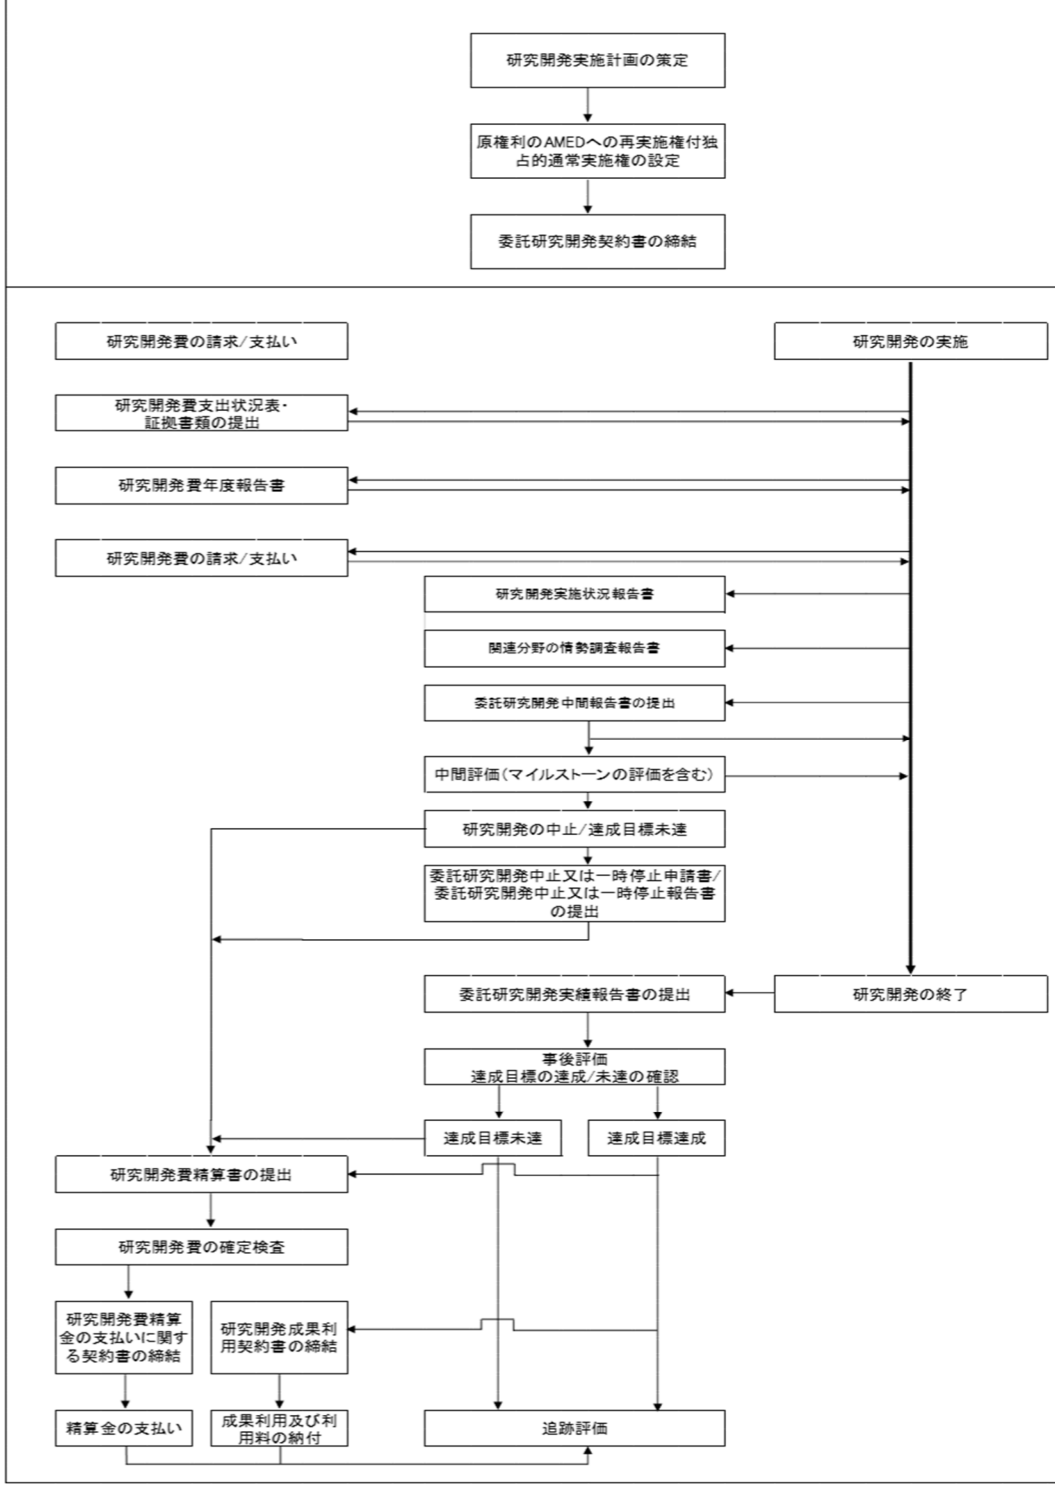 研究開発実施計画の策定
原権利のAMEDへの再実施権付独
占的通常実施権の設定
委託研究開発契約書の締結
研究開発費の請求/支払い
研究開発の実施
研究開発費支出状況表・
証拠書類の提出
研究開発費年度報告書
研究開発費の請求/支払い
研究開発実施状況報告書
関連分野の情勢調査報告書
委託研究開発中間報告書の提出
中間評価(マイルストーンの評価を含む)
研究開発の中止/達成目標未達
委託研究開発中止又は一時停止申請書/
委託研究開発中止又は一時停止報告書
の提出
委託研究開発実績報告書の提出
研究開発の終了
事後評価
達成目標の達成/未達の確認
達成目標未達
達成目標達成
研究開発費精算書の提出
研究開発費の確定検査
研究開発費精算
金の支払いに関す
る契約書の締結
研究開発成果利
用契約書の締結
精算金の支払い
成果利用及び利
用料の納付
追跡評価